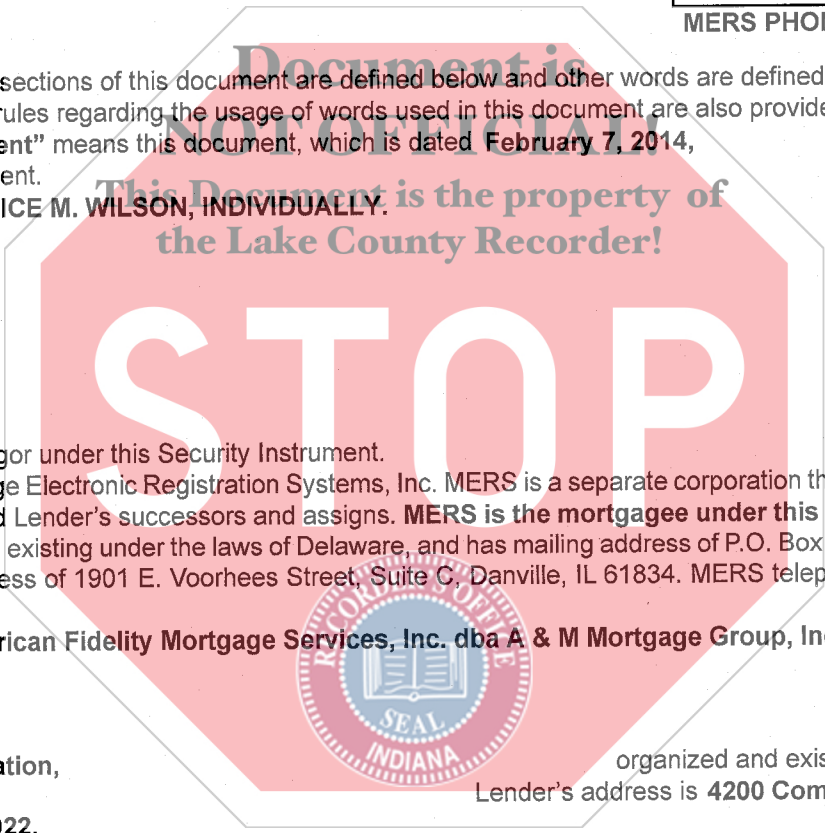 MERS PHO
Document is
sections of this document are defined below and other words are defined
rules regarding the usage of words used in this document are also provide
NOT OFFICIAL!
ent" means this document, which is dated February 7, 2014,
ent.
This Document is the property of
ICE M. WILSON, INDIVIDUALLY.
the Lake County Recorder!
STOP
gor under this Security Instrument.
ge Electronic Registration Systems, Inc. MERS is a separate corporation th
d Lender's successors and assigns. MERS is the mortgagee under this
existing under the laws of Delaware, and has mailing address of P.O. Box
ess of 1901 E. Voorhees Street, Suite C, Danville, IL 61834. MERS telep
RECORDER'S OFFICE
rican Fidelity Mortgage Services, Inc. dba A & M Mortgage Group, In
SEAL
INDIANA
organized and exis
ation,
Lender's address is 4200 Com
022.